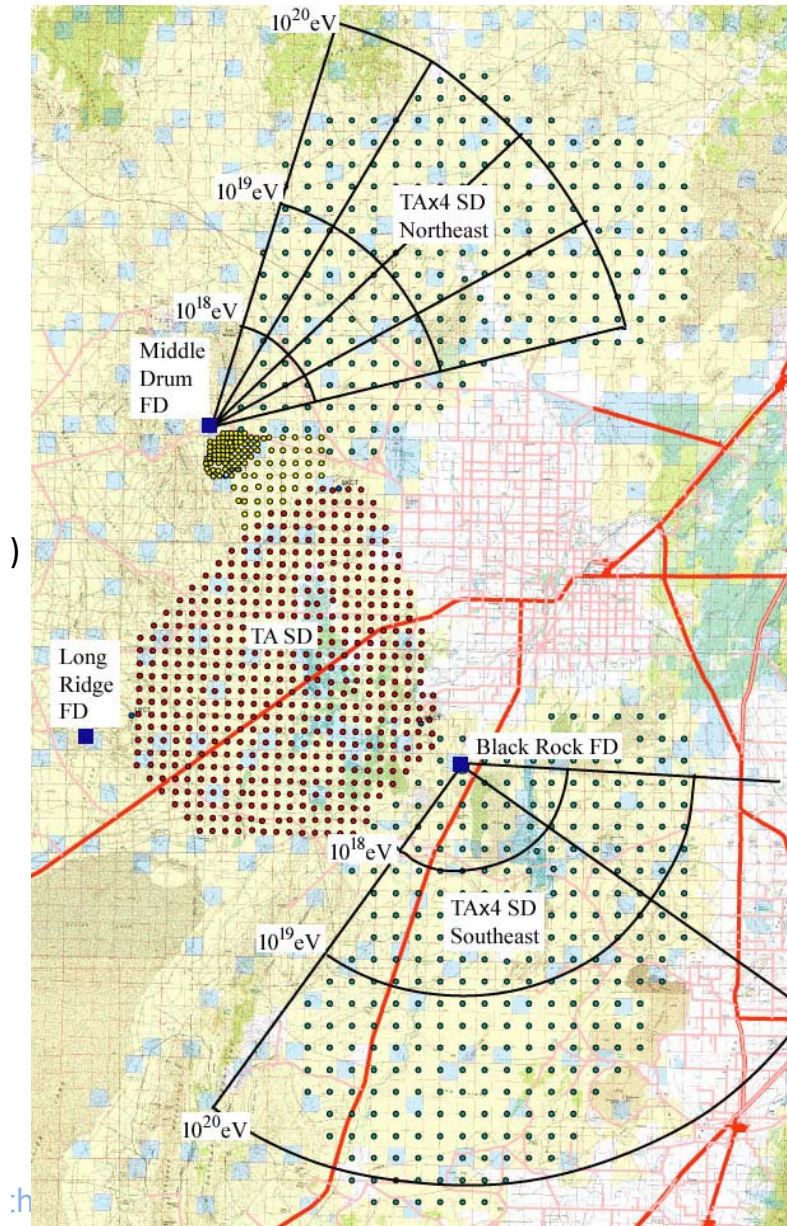 10²⁰eV
10¹⁹eV
TAx4 SD
Northeast
10¹⁸eV
Middle
Drum
FD
)
TA SD
Long
Ridge
FD
Black Rock FD
10¹⁸eV
TAx4 SD
Southeast
10¹⁹eV
10²⁰eV